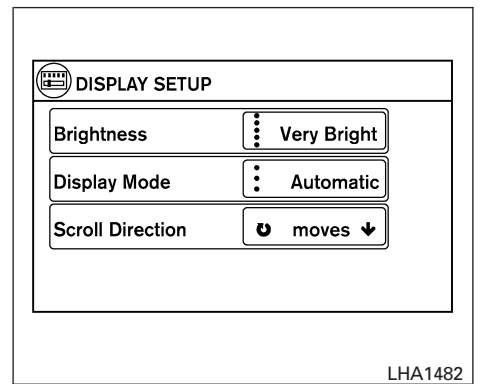 DISPLAY SETUP
Brightness Very Bright
Display Mode Automatic
Scroll Direction ↻ moves ↓
LHA1482